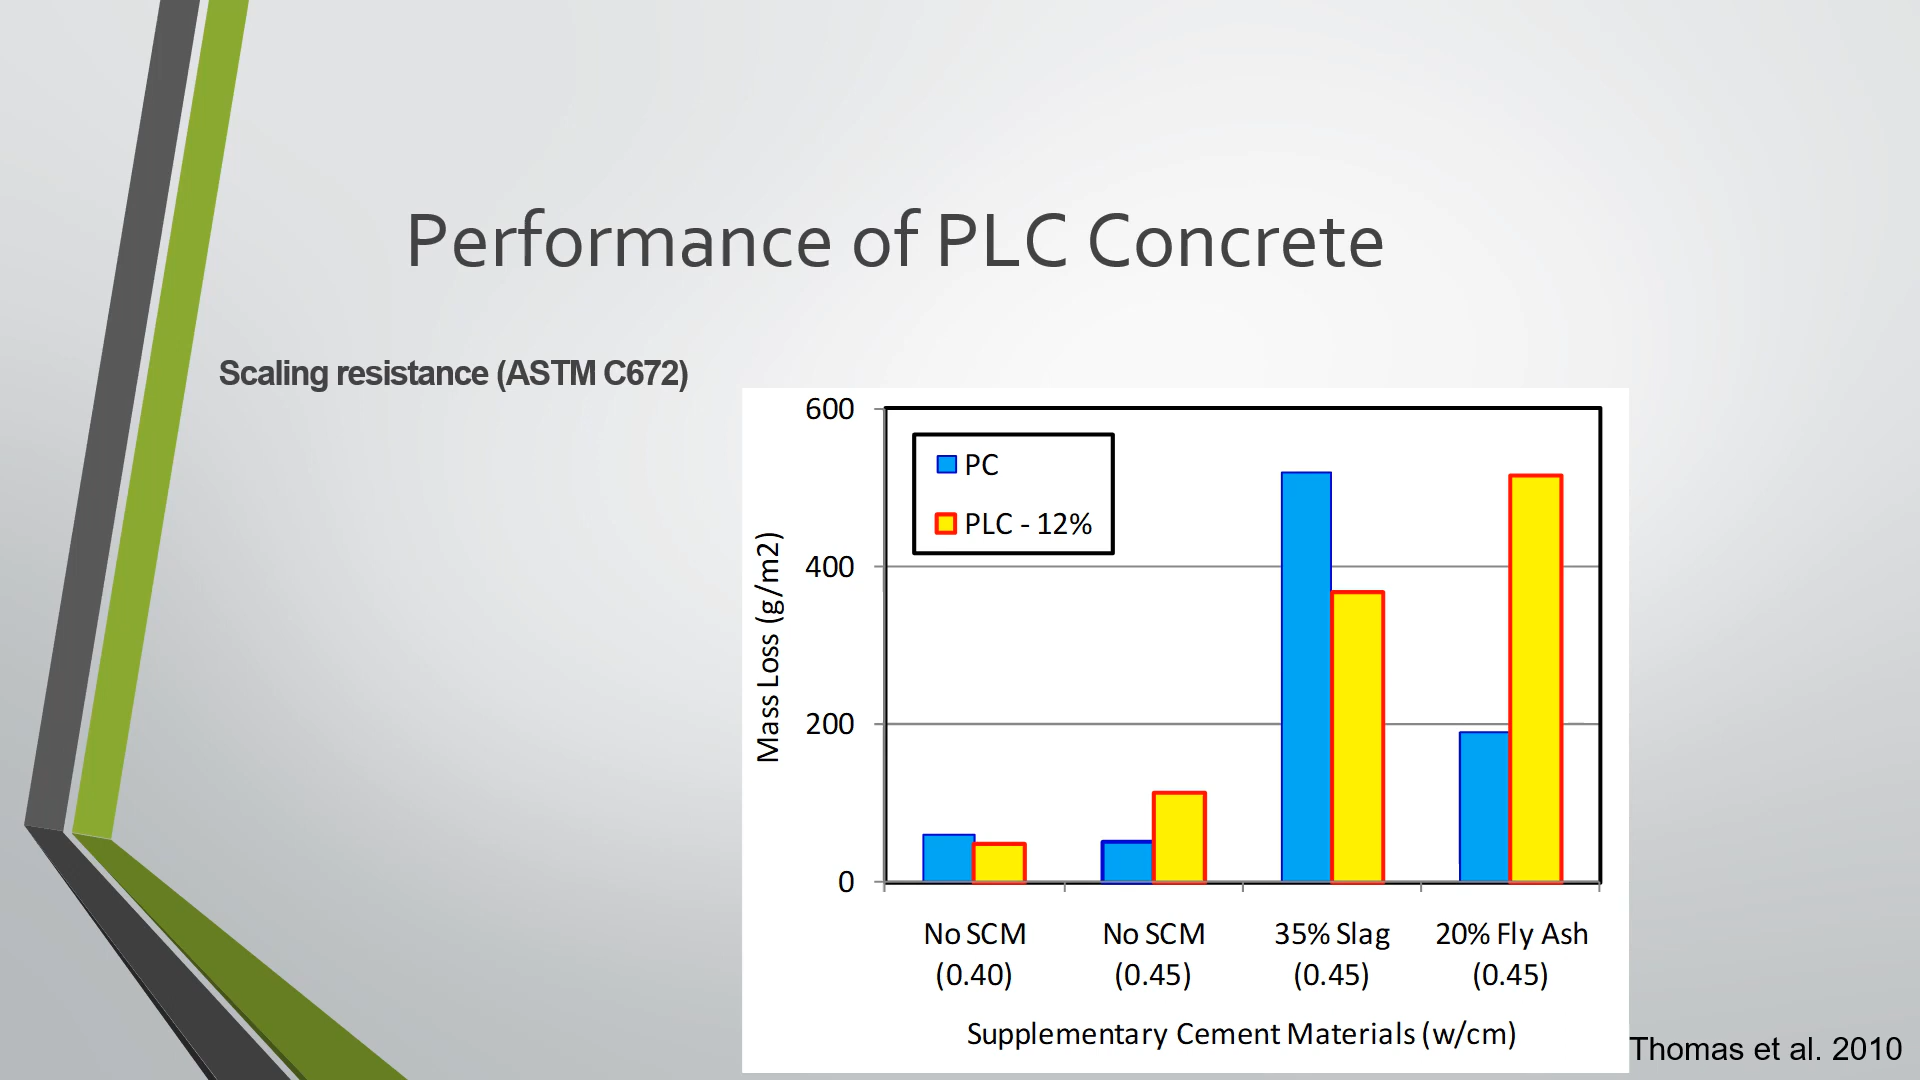 Performance of PLC Concrete
Scaling resistance (ASTM C672)
600
400
200
0
Mass Loss (g/m2)
PC
PLC - 12%
No SCM
(0.40)
No SCM
(0.45)
35% Slag
(0.45)
20% Fly Ash
(0.45)
Supplementary Cement Materials (w/cm)
Thomas et al. 2010